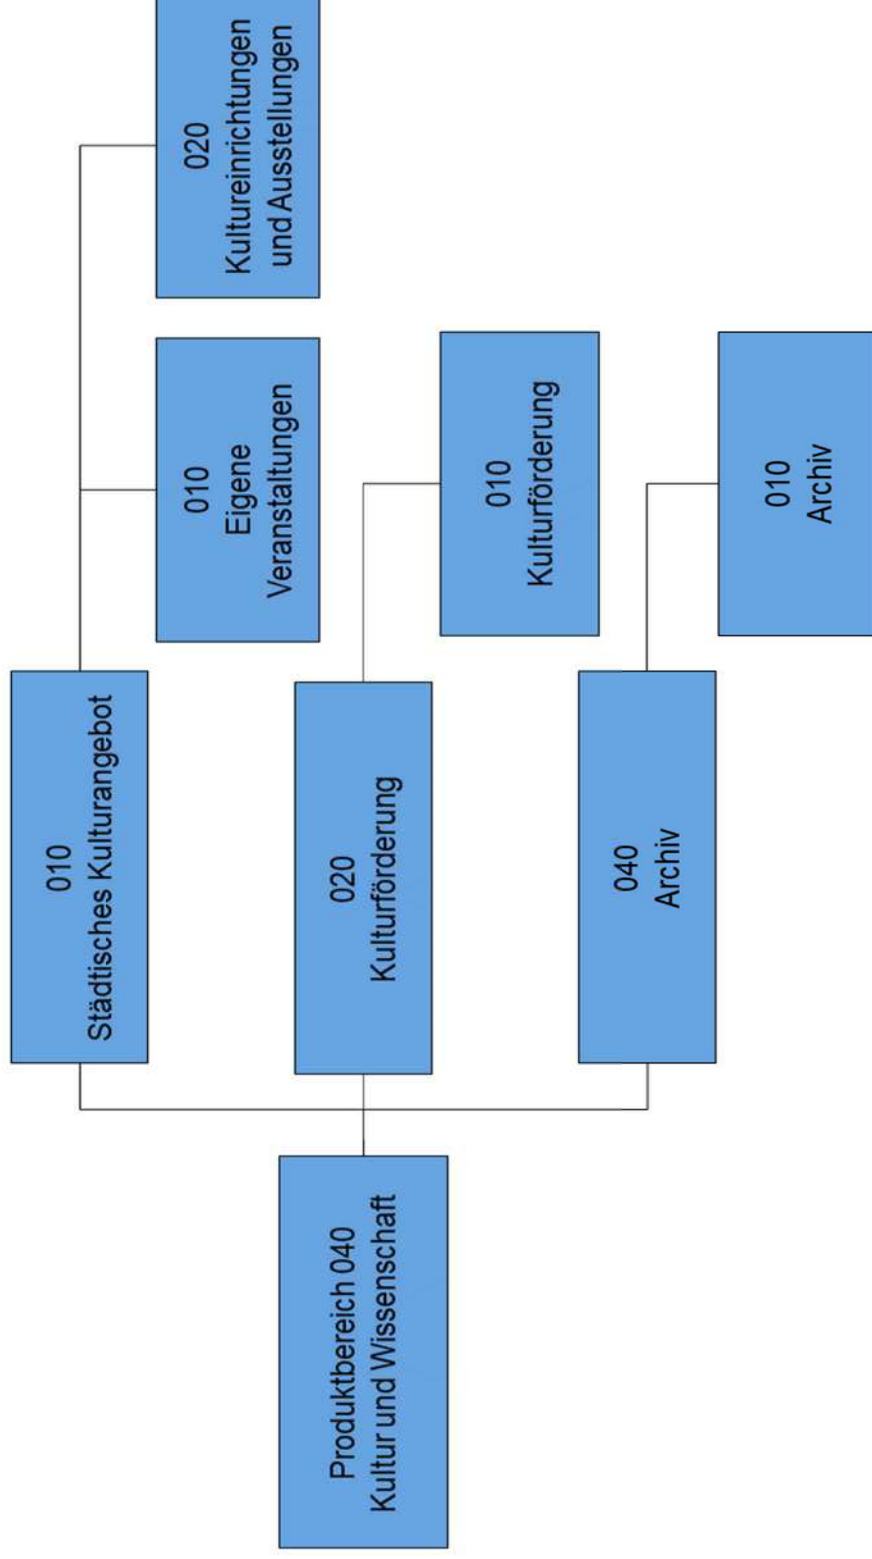 Produktbereich 040
Kultur und Wissenschaft
010
Städtisches Kulturangebot
010
Eigene
Veranstaltungen
020
Kultureinrichtungen
und Ausstellungen
020
Kulturförderung
010
Kulturförderung
040
Archiv
010
Archiv